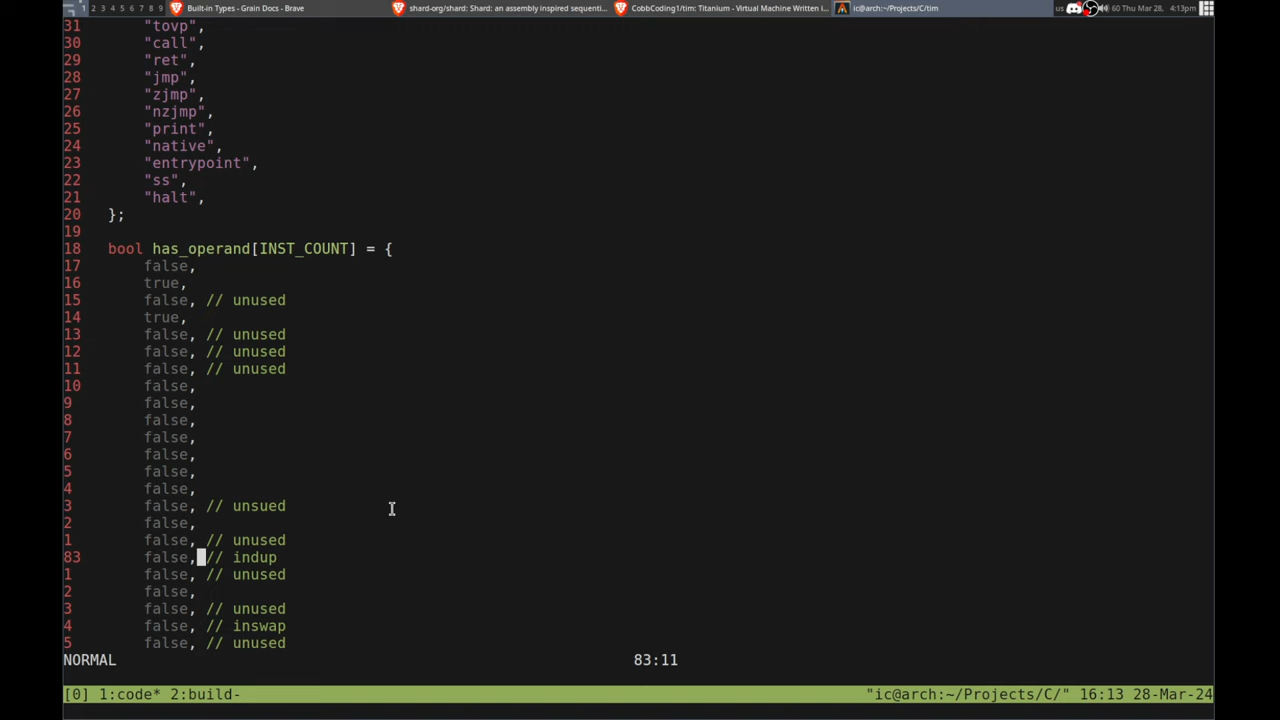 1 2 3 4 5 6 7 8 9 Built-in Types - Grain Docs - Brave shard-org/shard: Shard: an assembly inspired sequenti... CobbCoding1/tim: Titanium - Virtual Machine Written i... ic@arch:~/Projects/C/tim us 60 Thu Mar 28, 4:13pm
31 "tovp",
30 "call",
29 "ret",
28 "jmp",
27 "zjmp",
26 "nzjmp",
25 "print",
24 "native",
23 "entrypoint",
22 "ss",
21 "halt",
20 };
19
18 bool has_operand[INST_COUNT] = {
17 false,
16 true,
15 false, // unused
14 true,
13 false, // unused
12 false, // unused
11 false, // unused
10 false,
9 false,
8 false,
7 false,
6 false,
5 false,
4 false,
3 false, // unsued
2 false,
1 false, // unused
83 false, // indup
1 false, // unused
2 false,
3 false, // unused
4 false, // inswap
5 false, // unused
NORMAL 83:11
[0] 1:code* 2:build- "ic@arch:~/Projects/C/" 16:13 28-Mar-24